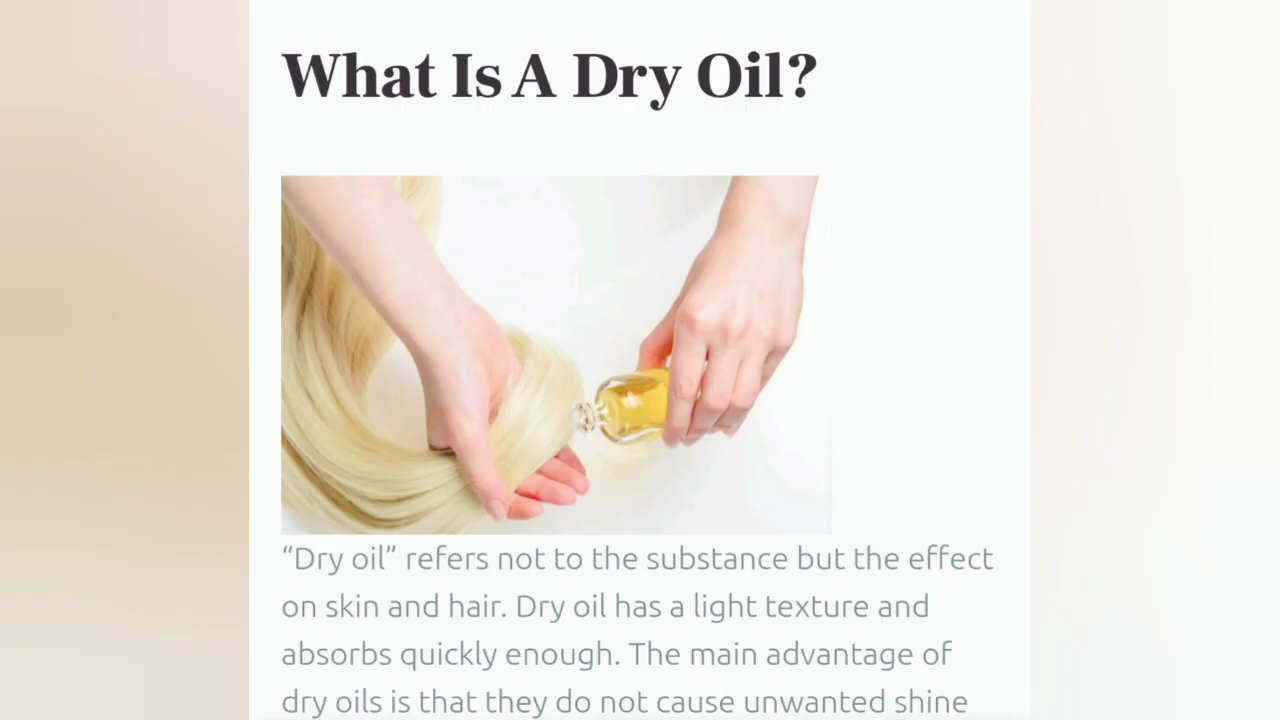 What Is A Dry Oil?
“Dry oil” refers not to the substance but the effect
on skin and hair. Dry oil has a light texture and
absorbs quickly enough. The main advantage of
dry oils is that they do not cause unwanted shine